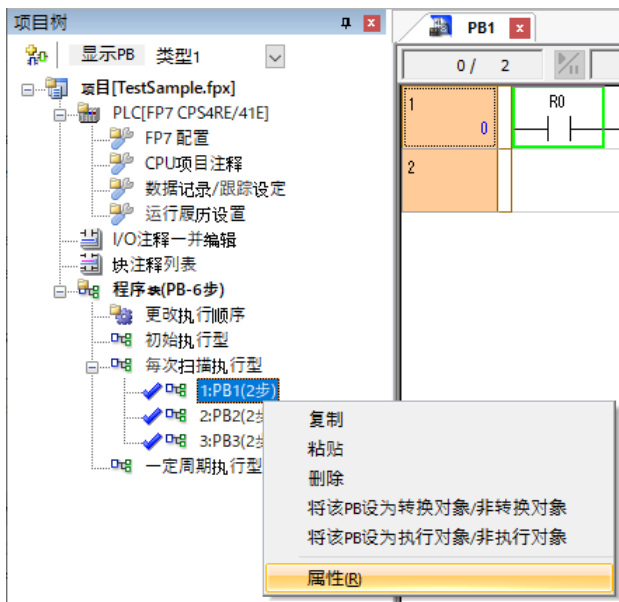 项目树
显示PB 类型1
项目[TestSample.fpx]
PLC[FP7 CPS4RE/41E]
FP7 配置
CPU项目注释
数据记录/跟踪设定
运行履历设置
I/O注释一并编辑
块注释列表
程序块(PB-6步)
更改执行顺序
初始执行型
每次扫描执行型
1:PB1(2步)
2:PB2(2步
3:PB3(2步
一定周期执行型
PB1
0/ 2
1
0
R0
2
复制
粘贴
删除
将该PB设为转换对象/非转换对象
将该PB设为执行对象/非执行对象
属性(R)